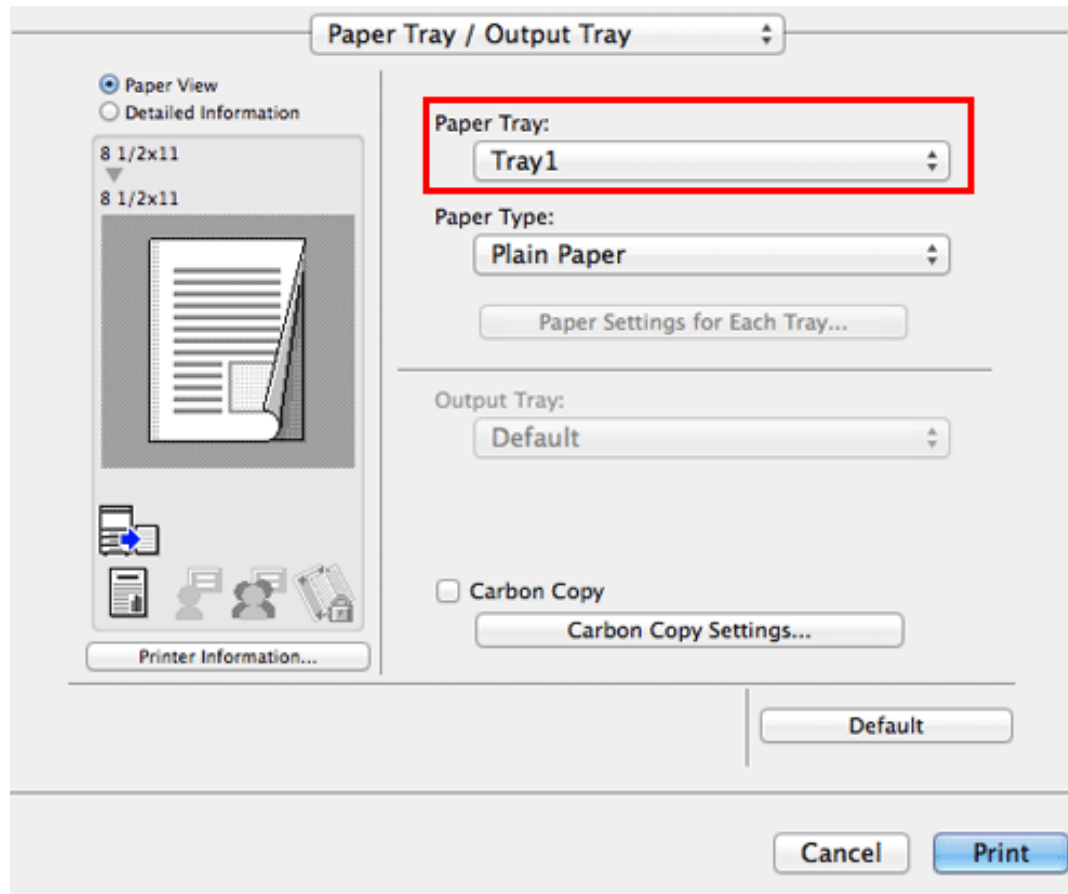 Paper Tray / Output Tray
Paper View
Detailed Information
8 1/2x11
8 1/2x11
Printer Information...
Paper Tray:
Tray1
Paper Type:
Plain Paper
Paper Settings for Each Tray...
Output Tray:
Default
Carbon Copy
Carbon Copy Settings...
Default
Cancel
Print